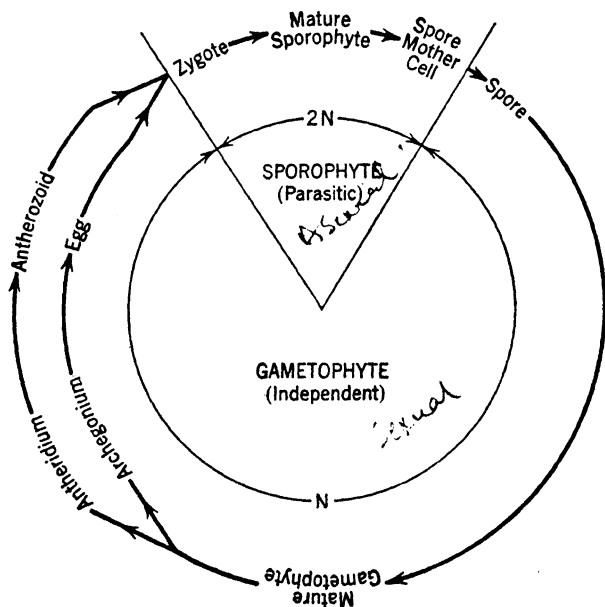 Zygote
Mature
Sporophyte
Spore
Mother
Cell
Spore
2N
SPOROPHYTE
(Parasitic)
Asexual
Antherozoid
Egg
GAMETOPHYTE
(Independent)
Sexual
Archegonium
Antheridium
N
Mature
Gametophyte